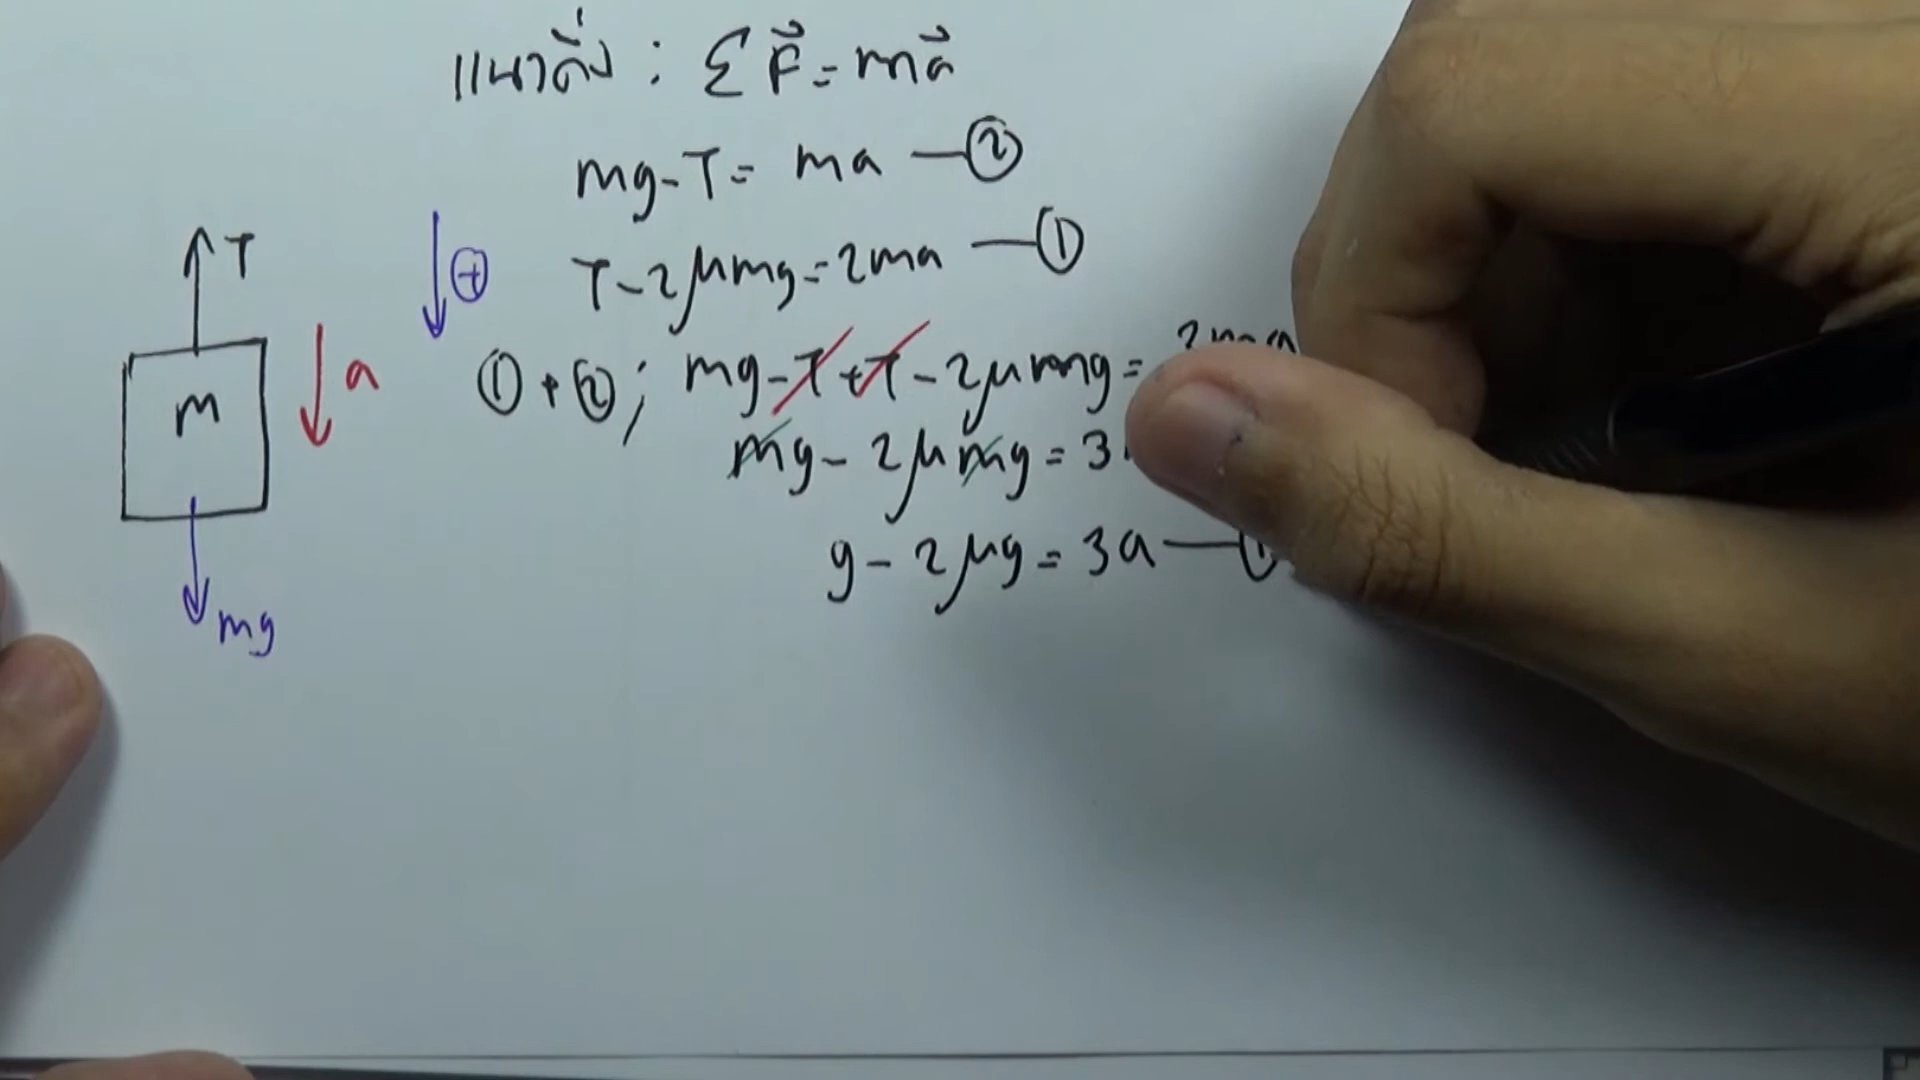 แนวดิ่ง : ΣF⃗ = ma⃗
mg-T = ma —②
T-2μmg = 2ma —①
①+②; mg-T+T-2μmg = 2ma
mg-2μmg = 3
g-2μg = 3a —
T
⊕
a
m
mg